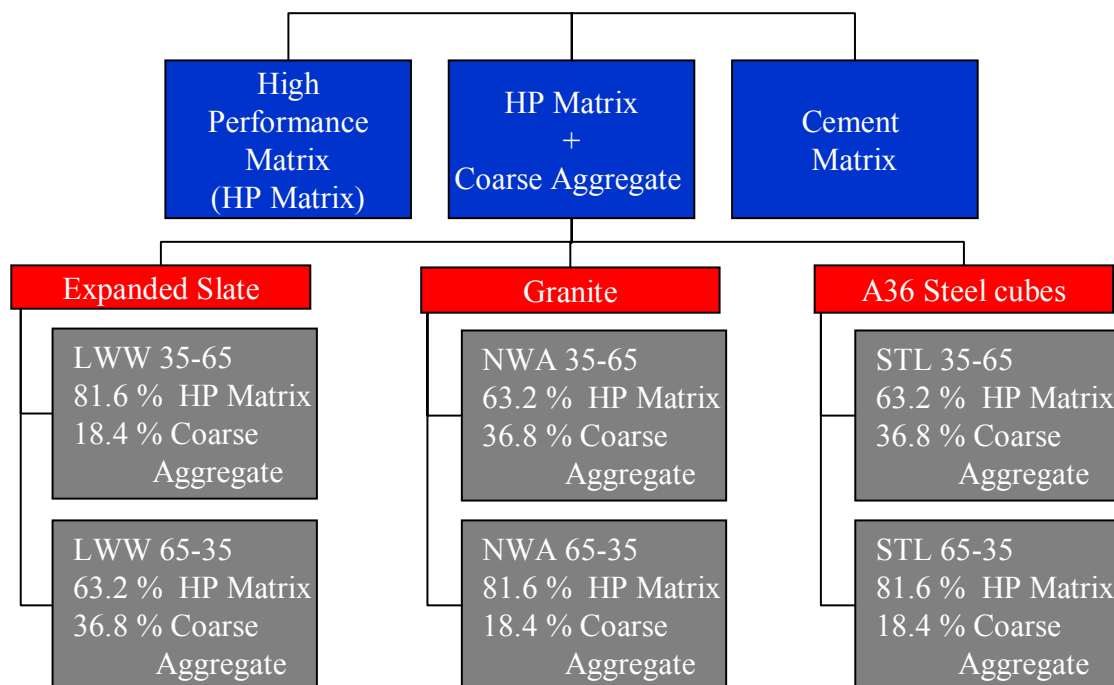 High
Performance
Matrix
(HP Matrix)
HP Matrix
+
Coarse Aggregate
Cement
Matrix
Expanded Slate
LWW 35-65
81.6 % HP Matrix
18.4 % Coarse
Aggregate
LWW 65-35
63.2 % HP Matrix
36.8 % Coarse
Aggregate
Granite
NWA 35-65
63.2 % HP Matrix
36.8 % Coarse
Aggregate
NWA 65-35
81.6 % HP Matrix
18.4 % Coarse
Aggregate
A36 Steel cubes
STL 35-65
63.2 % HP Matrix
36.8 % Coarse
Aggregate
STL 65-35
81.6 % HP Matrix
18.4 % Coarse
Aggregate